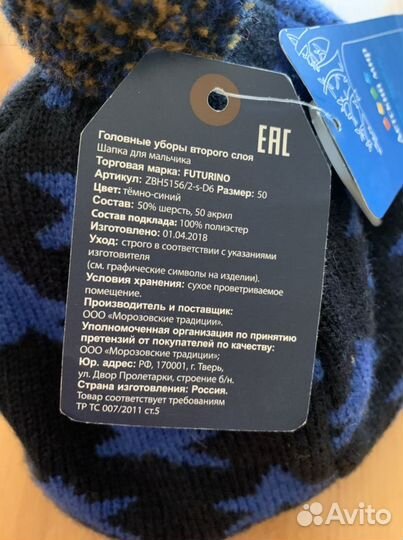 EAC
Головные уборы второго слоя
Шапка для мальчика
Торговая марка: FUTURINO
Артикул: ZBH5156/2-s-D6 Размер: 50
Цвет: тёмно-синий
Состав: 50% шерсть, 50 акрил
Состав подклада: 100% полиэстер
Изготовлено: 01.04.2018
Уход: строго в соответствии с указаниями
изготовителя
(см. графические символы на изделии).
Условия хранения: сухое проветриваемое
помещение.
Производитель и поставщик:
ООО «Морозовские традиции».
Уполномоченная организация по принятию
претензий от покупателей по качеству:
ООО «Морозовские традиции»;
Юр. адрес: РФ, 170001, г. Тверь,
ул. Двор Пролетарки, строение б/н.
Страна изготовления: Россия.
Товар соответствует требованиям
ТР ТС 007/2011 ст.5
Avito